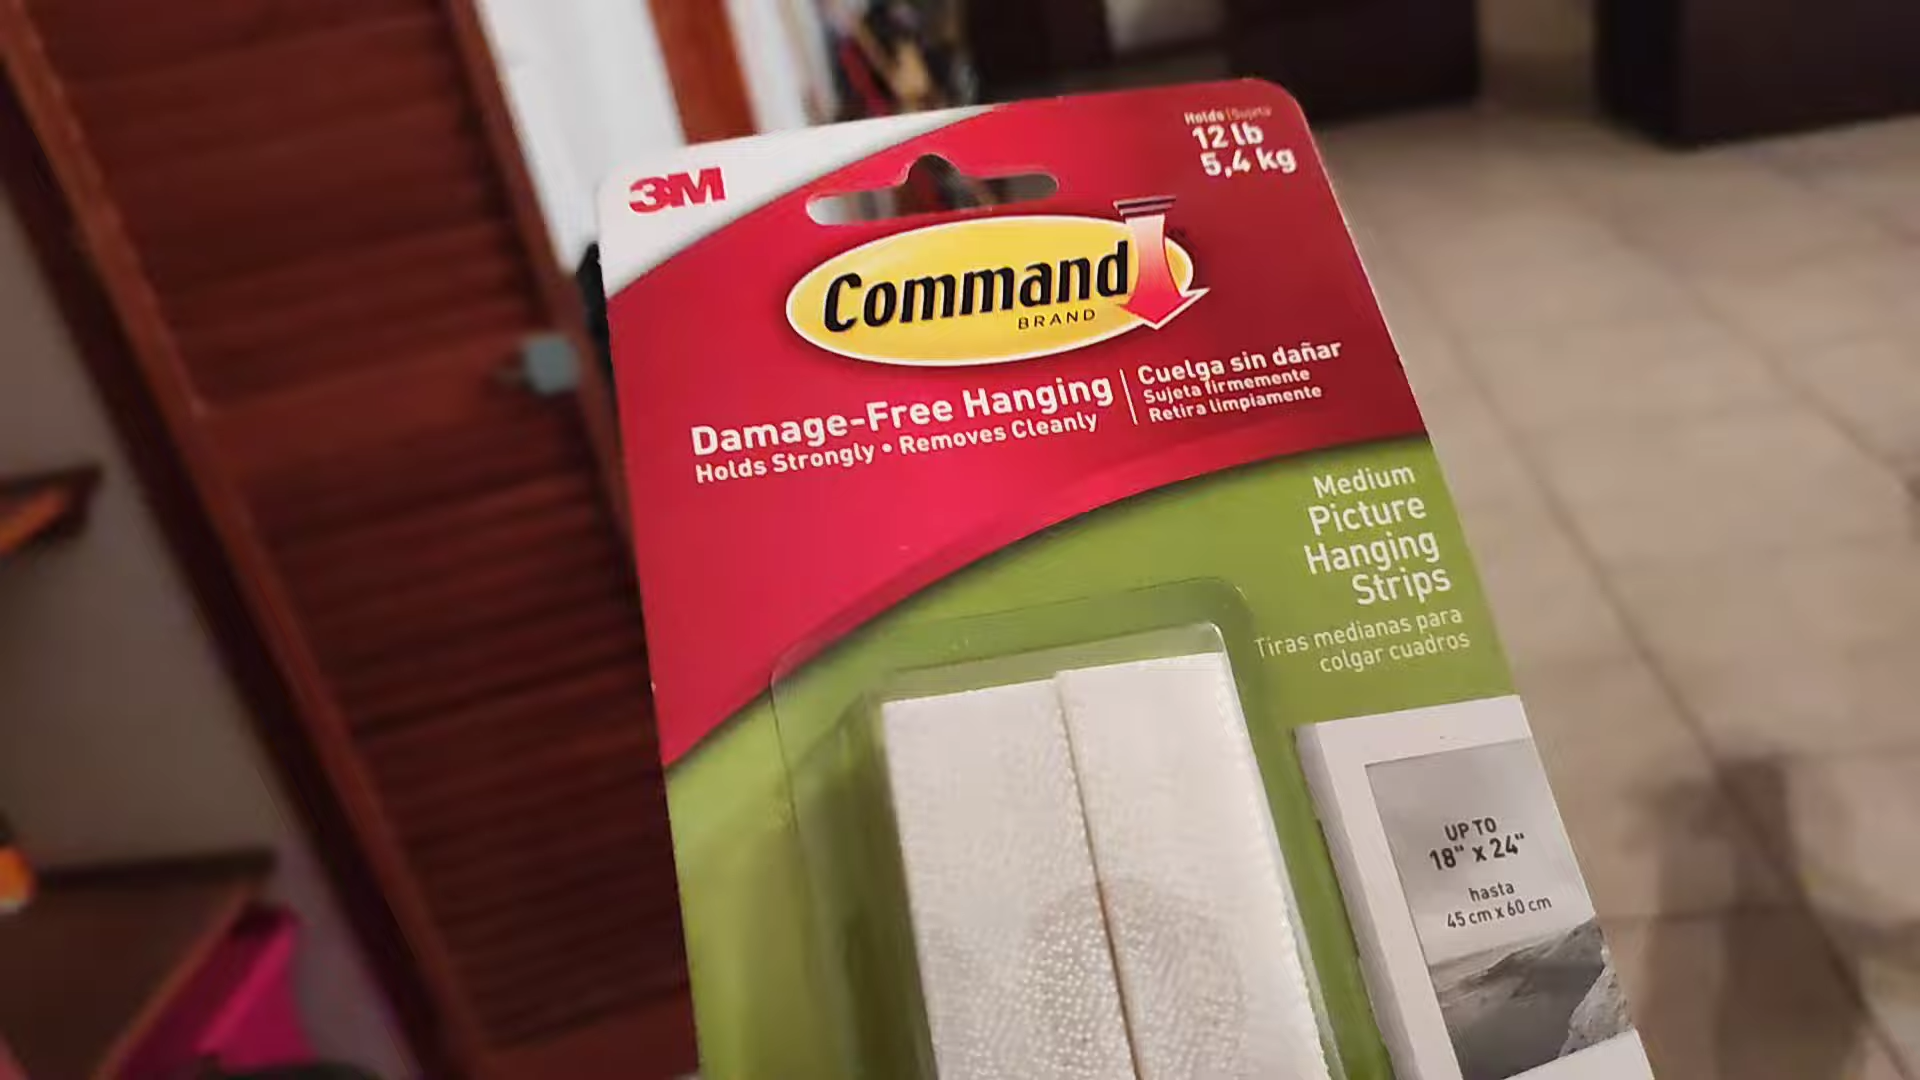 3M
Holds | Sujeta
12 lb
5,4 kg
Command
BRAND
Damage-Free Hanging
Holds Strongly • Removes Cleanly
Cuelga sin dañar
Sujeta firmemente
Retira limpiamente
Medium
Picture
Hanging
Strips
Tiras medianas para
colgar cuadros
UP TO
18" x 24"
hasta
45 cm x 60 cm